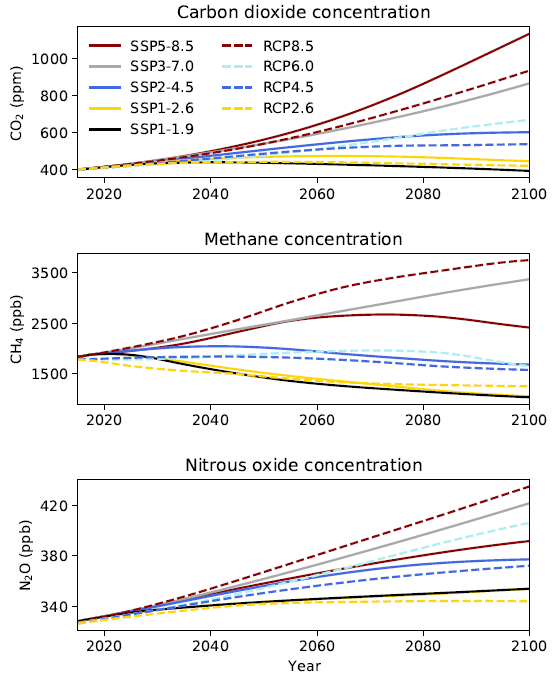 Carbon dioxide concentration
CO₂ (ppm)
1000
800
600
400
SSP5-8.5
SSP3-7.0
SSP2-4.5
SSP1-2.6
SSP1-1.9
RCP8.5
RCP6.0
RCP4.5
RCP2.6
2020 2040 2060 2080 2100
Methane concentration
CH₄ (ppb)
3500
2500
1500
2020 2040 2060 2080 2100
Nitrous oxide concentration
N₂O (ppb)
420
380
340
2020 2040 2060 2080 2100
Year